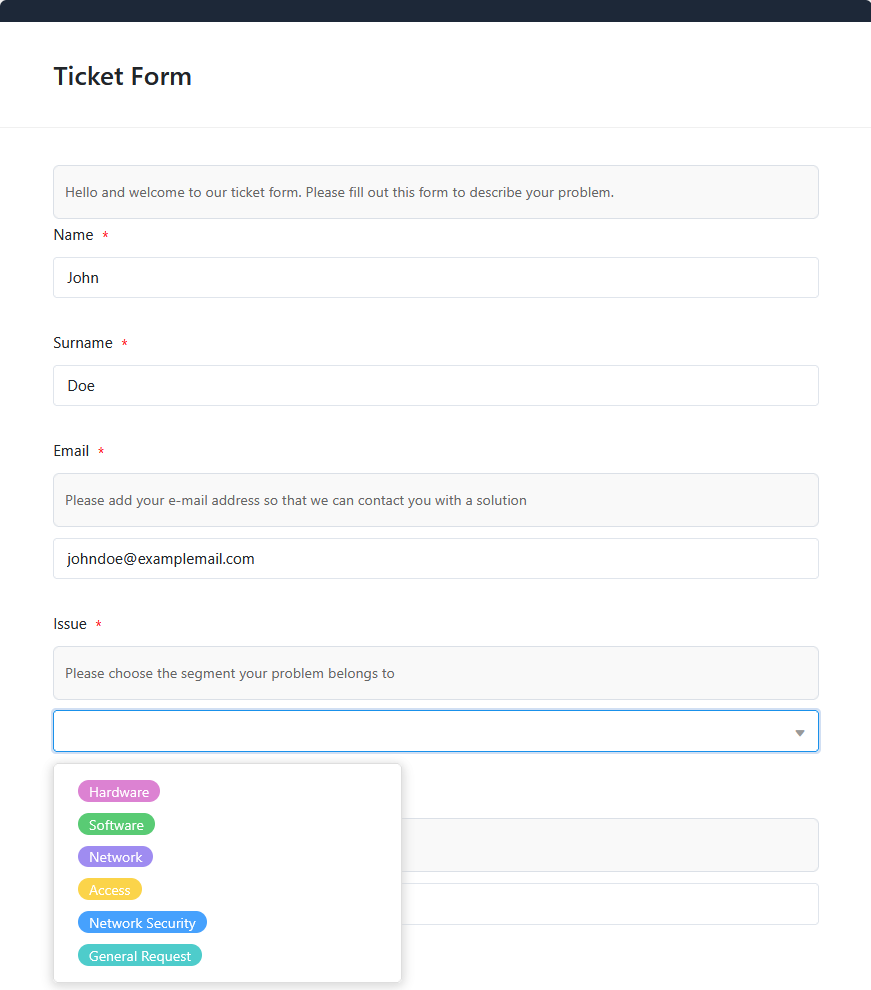 Ticket Form
Hello and welcome to our ticket form. Please fill out this form to describe your problem.
Name *
John
Surname *
Doe
Email *
Please add your e-mail address so that we can contact you with a solution
johndoe@examplemail.com
Issue *
Please choose the segment your problem belongs to
Hardware
Software
Network
Access
Network Security
General Request